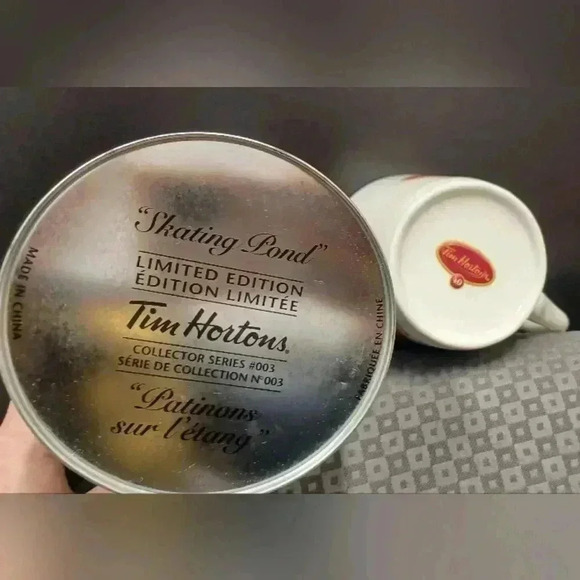 "Skating Pond"
LIMITED EDITION
ÉDITION LIMITÉE
Tim Hortons®
COLLECTOR SERIES #003
SÉRIE DE COLLECTION Nº003
"Patinons
sur l'étang"
MADE IN CHINA
FABRIQUÉE EN CHINE
Tim Hortons